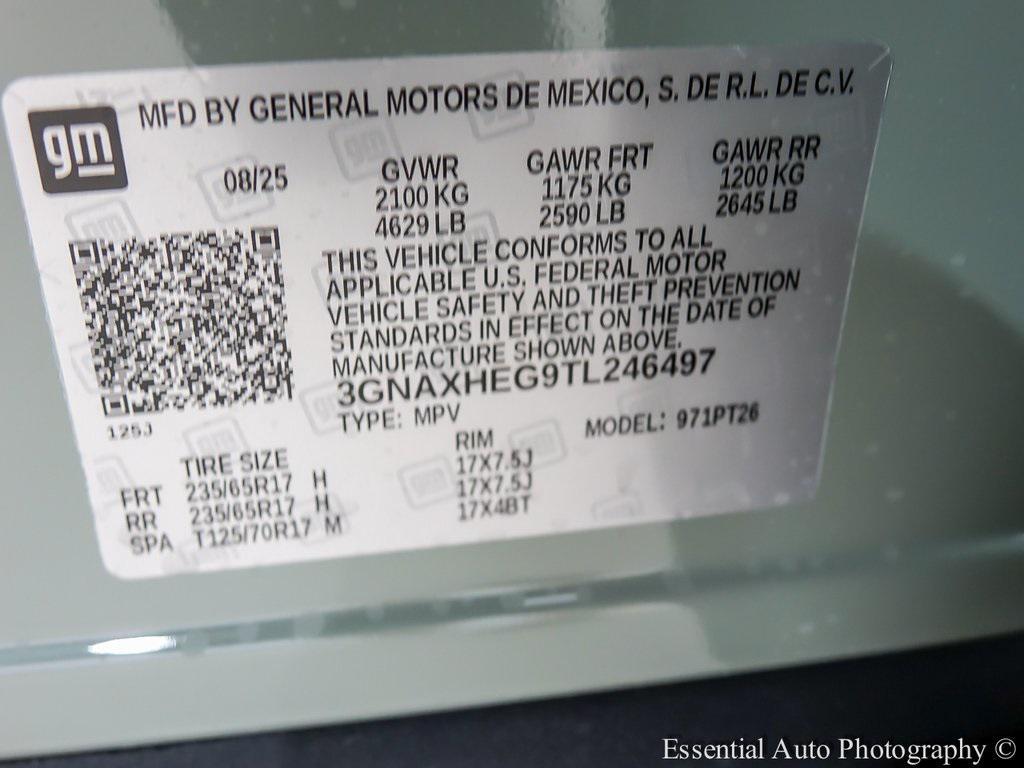 gm
MFD BY GENERAL MOTORS DE MEXICO, S. DE R.L. DE C.V.
08/25 GVWR GAWR FRT GAWR RR
2100 KG 1175 KG 1200 KG
4629 LB 2590 LB 2645 LB
THIS VEHICLE CONFORMS TO ALL
APPLICABLE U.S. FEDERAL MOTOR
VEHICLE SAFETY AND THEFT PREVENTION
STANDARDS IN EFFECT ON THE DATE OF
MANUFACTURE SHOWN ABOVE.
3GNAXHEG9TL246497
125J
TYPE: MPV MODEL: 971PT26
TIRE SIZE RIM
FRT 235/65R17 H 17X7.5J
RR 235/65R17 H 17X7.5J
SPA T125/70R17 M 17X4BT
Essential Auto Photography ©